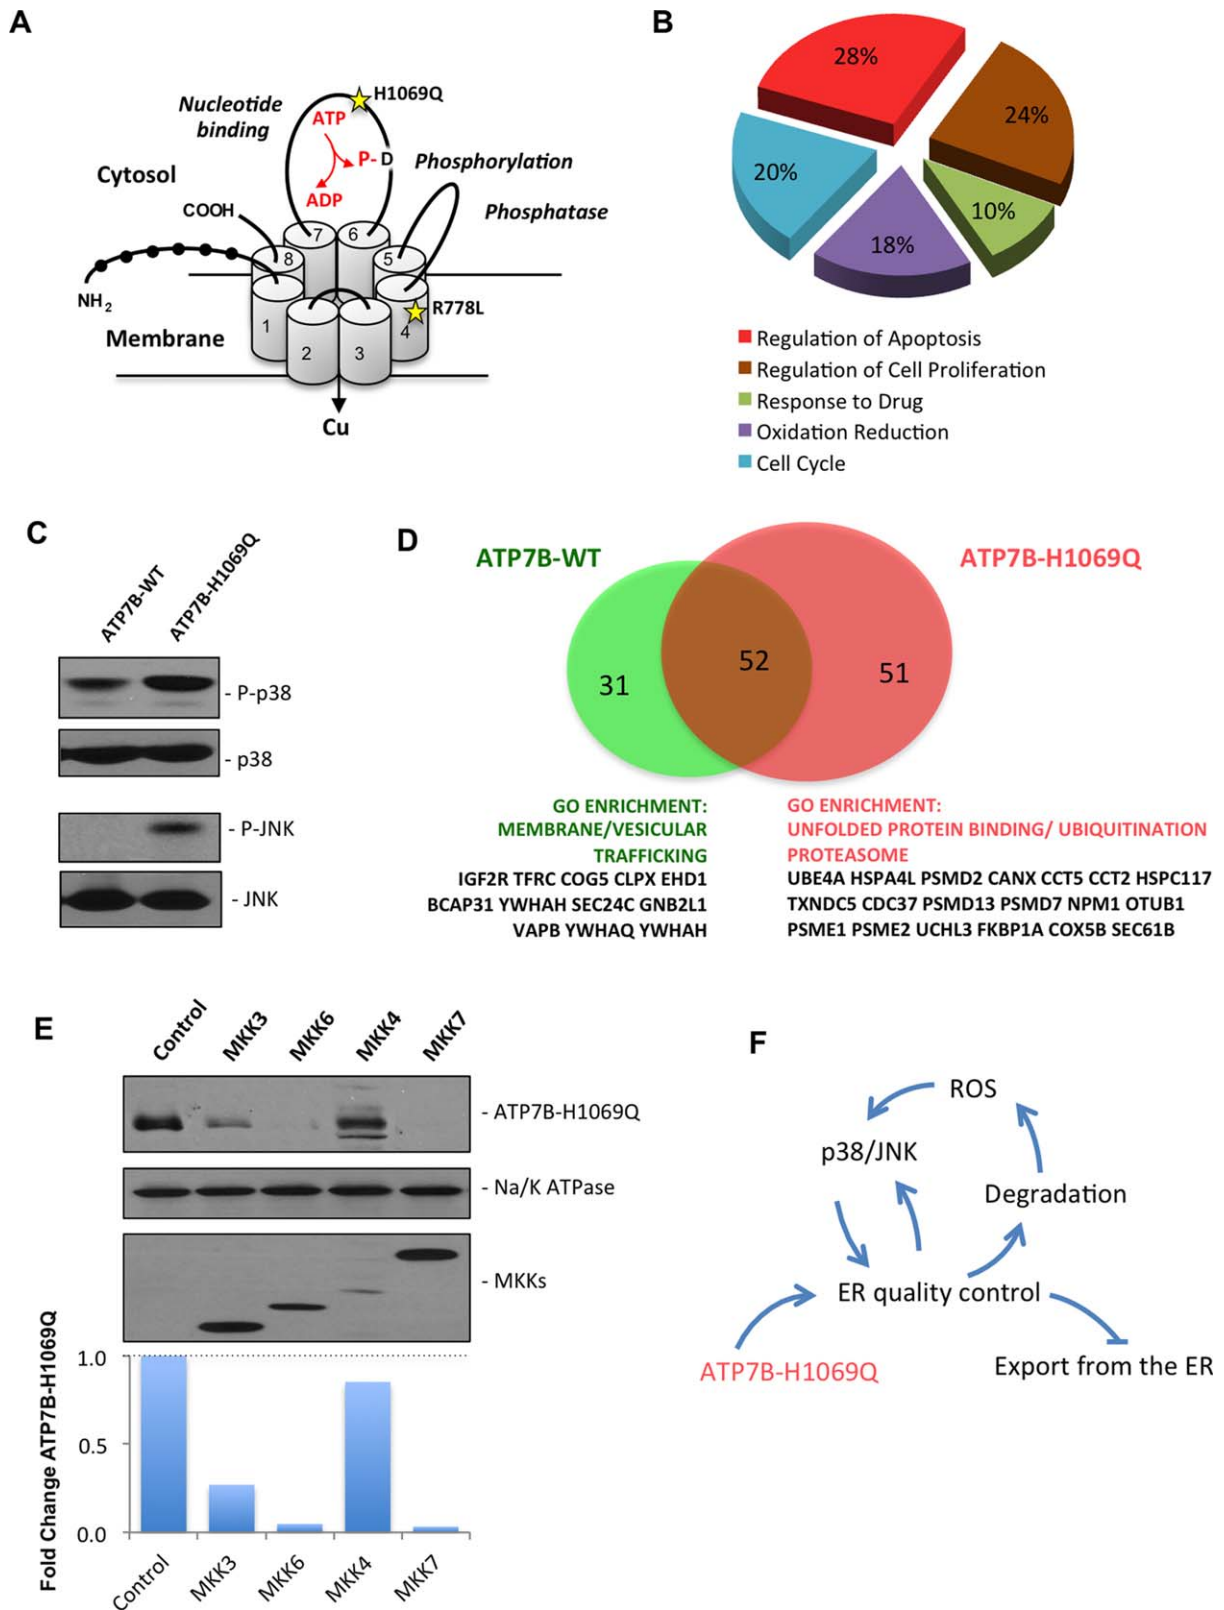 A
Nucleotide
binding
H1069Q
ATP
P- D
ADP
Phosphorylation
Phosphatase
Cytosol
COOH
NH2
7
6
8
5
1
2
3
4
R778L
Membrane
Cu
B
28%
24%
20%
10%
18%
Regulation of Apoptosis
Regulation of Cell Proliferation
Response to Drug
Oxidation Reduction
Cell Cycle
C
ATP7B-WT
ATP7B-H1069Q
- P-p38
- p38
- P-JNK
- JNK
D
ATP7B-WT
ATP7B-H1069Q
31
52
51
GO ENRICHMENT:
MEMBRANE/VESICULAR
TRAFFICKING
IGF2R TFRC COG5 CLPX EHD1
BCAP31 YWHAH SEC24C GNB2L1
VAPB YWHAQ YWHAH
GO ENRICHMENT:
UNFOLDED PROTEIN BINDING/ UBIQUITINATION
PROTEASOME
UBE4A HSPA4L PSMD2 CANX CCT5 CCT2 HSPC117
TXNDC5 CDC37 PSMD13 PSMD7 NPM1 OTUB1
PSME1 PSME2 UCHL3 FKBP1A COX5B SEC61B
E
Control
MKK3
MKK6
MKK4
MKK7
- ATP7B-H1069Q
- Na/K ATPase
- MKKs
Fold Change ATP7B-H1069Q
1.0
0.5
0.0
Control
MKK3
MKK6
MKK4
MKK7
F
ROS
p38/JNK
Degradation
ER quality control
ATP7B-H1069Q
Export from the ER